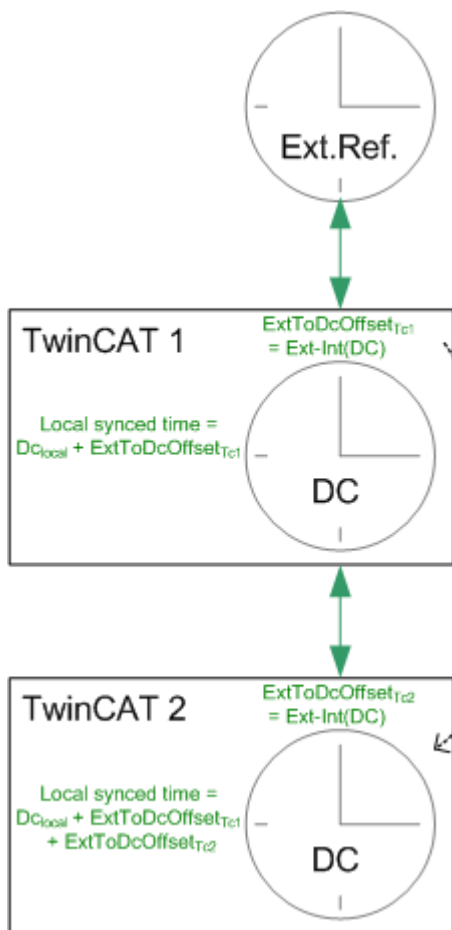 Ext.Ref.
TwinCAT 1
ExtToDcOffsetTc1
= Ext-Int(DC)
Local synced time =
Dclocal + ExtToDcOffsetTc1
DC
TwinCAT 2
ExtToDcOffsetTc2
= Ext-Int(DC)
Local synced time =
Dclocal + ExtToDcOffsetTc1
+ ExtToDcOffsetTc2
DC